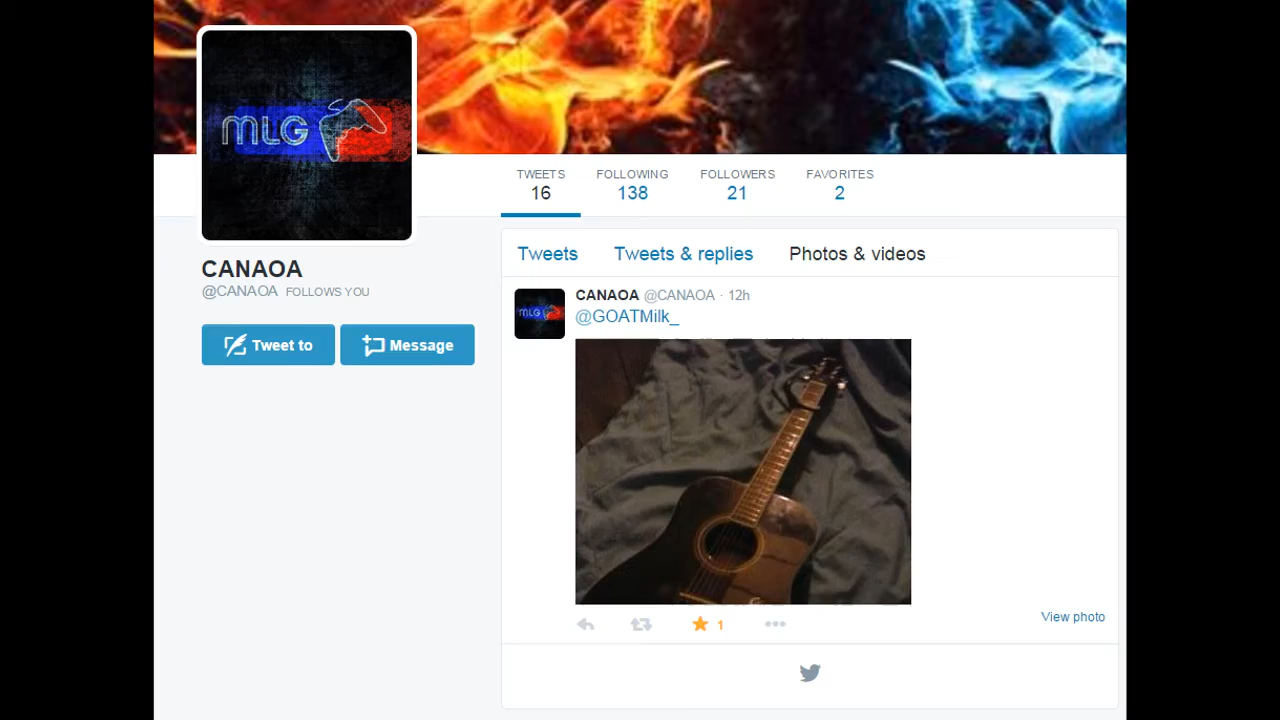 MLG
TWEETS FOLLOWING FOLLOWERS FAVORITES
16 138 21 2
Tweets Tweets & replies Photos & videos
CANAOA
@CANAOA FOLLOWS YOU
Tweet to Message
MLG
CANAOA @CANAOA · 12h
@GOATMilk_
1
View photo